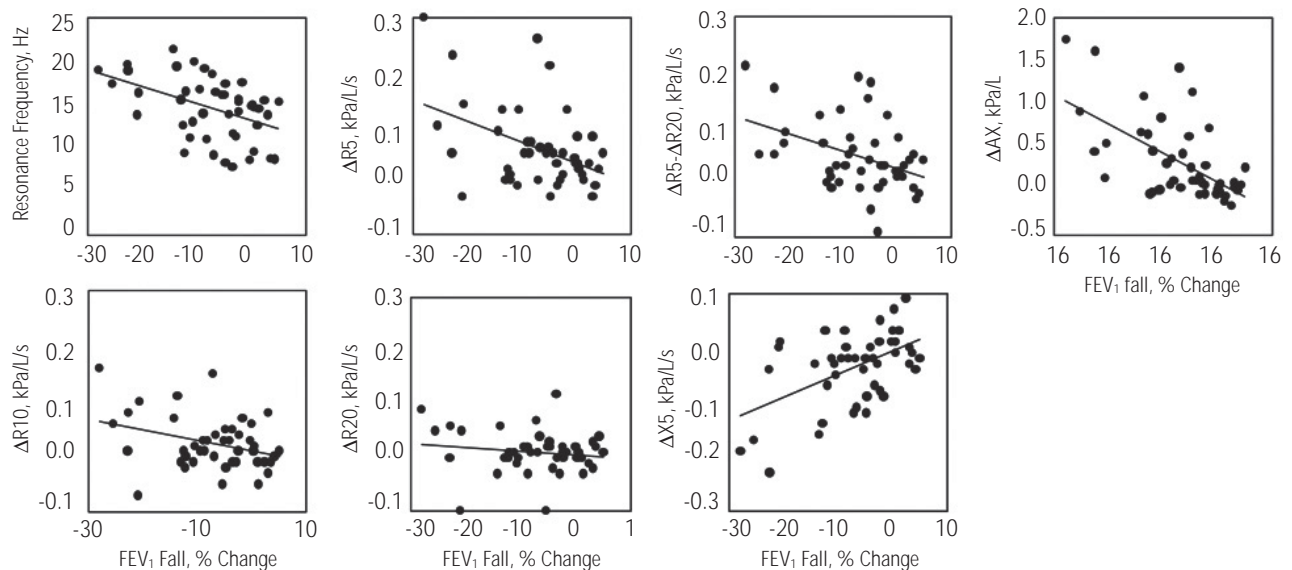 Resonance Frequency, Hz
25
20
15
10
5
0
-30 -20 -10 0 10
ΔR5, kPa/L/s
0.3
0.2
0.1
0.0
-0.1
-30 -20 -10 0 10
ΔR5-ΔR20, kPa/L/s
0.3
0.2
0.1
0.0
-0.1
-30 -20 -10 0 10
ΔAX, kPa/L
2.0
1.5
1.0
0.5
0.0
0.5
16 16 16 16 16
FEV₁ fall, % Change
ΔR10, kPa/L/s
0.3
0.2
0.1
0.0
-0.1
-30 -10 10
FEV₁ Fall, % Change
ΔR20, kPa/L/s
0.3
0.2
0.1
0.0
-0.1
-30 -20 -10 0 1
FEV₁ Fall, % Change
ΔX5, kPa/L/s
0.1
0.0
-0.1
-0.2
-0.3
-30 -20 -10 0 10
FEV₁ Fall, % Change